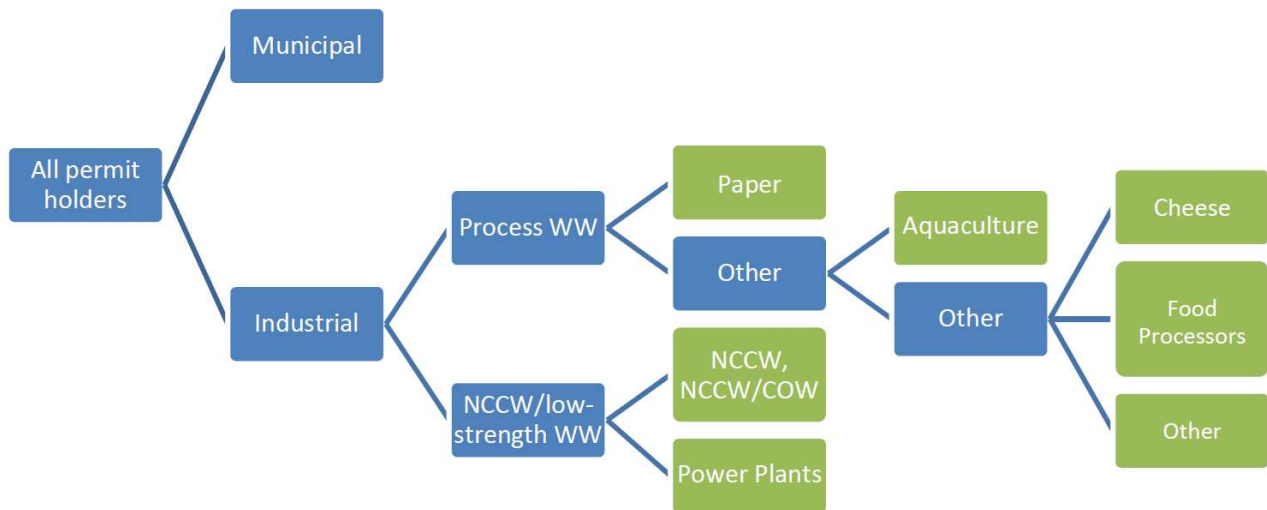 Municipal
All permit
holders
Industrial
Process WW
NCCW/low-
strength WW
Paper
Other
NCCW,
NCCW/COW
Power Plants
Aquaculture
Other
Cheese
Food
Processors
Other